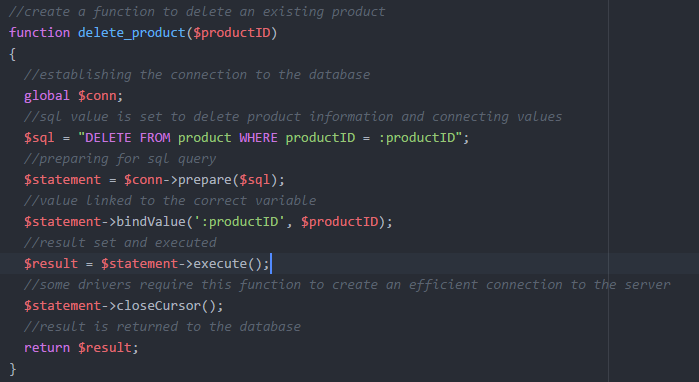 //create a function to delete an existing product
function delete_product($productID)
{
//establishing the connection to the database
global $conn;
//sql value is set to delete product information and connecting values
$sql = "DELETE FROM product WHERE productID = :productID";
//preparing for sql query
$statement = $conn->prepare($sql);
//value linked to the correct variable
$statement->bindValue(':productID', $productID);
//result set and executed
$result = $statement->execute();
//some drivers require this function to create an efficient connection to the server
$statement->closeCursor();
//result is returned to the database
return $result;
}